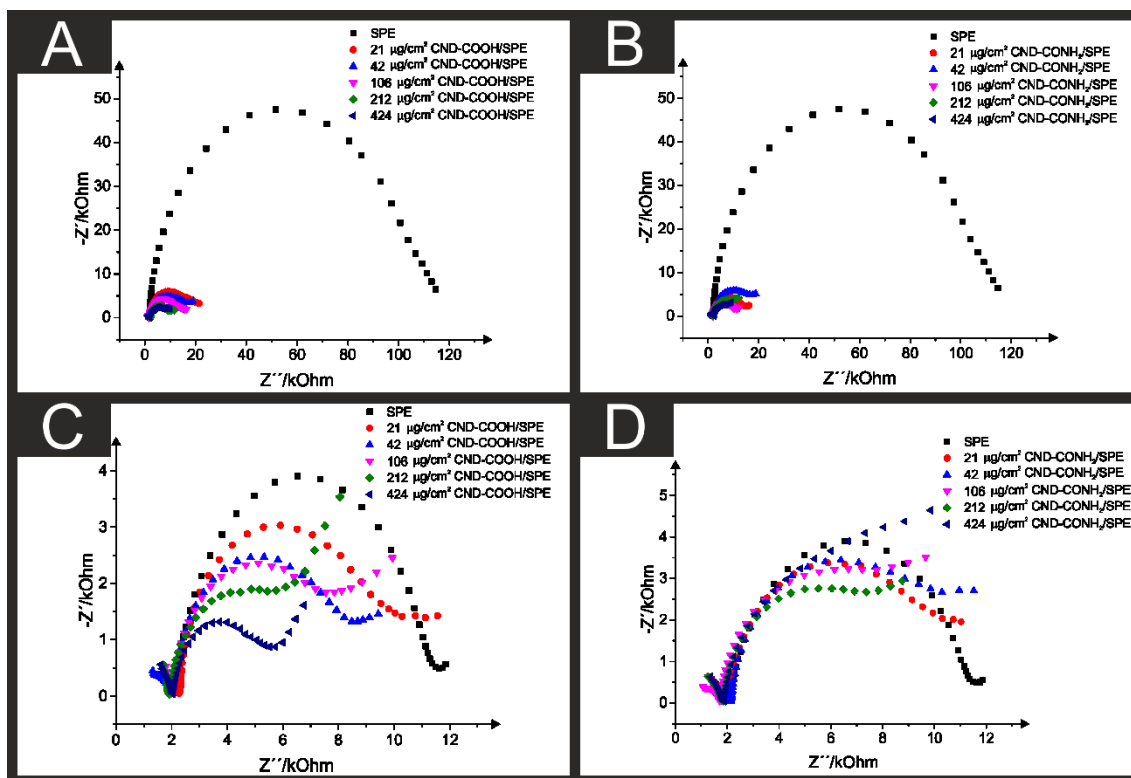 A
SPE
21 μg/cm² CND-COOH/SPE
42 μg/cm² CND-COOH/SPE
106 μg/cm² CND-COOH/SPE
212 μg/cm² CND-COOH/SPE
424 μg/cm² CND-COOH/SPE
50
40
30
20
10
0
-Z´/kOhm
0 20 40 60 80 100 120
Z´´/kOhm
B
SPE
21 μg/cm² CND-CONH₂/SPE
42 μg/cm² CND-CONH₂/SPE
106 μg/cm² CND-CONH₂/SPE
212 μg/cm² CND-CONH₂/SPE
424 μg/cm² CND-CONH₂/SPE
50
40
30
20
10
0
-Z´/kOhm
0 20 40 60 80 100 120
Z´´/kOhm
C
SPE
21 μg/cm² CND-COOH/SPE
42 μg/cm² CND-COOH/SPE
106 μg/cm² CND-COOH/SPE
212 μg/cm² CND-COOH/SPE
424 μg/cm² CND-COOH/SPE
4
3
2
1
0
-Z´/kOhm
0 2 4 6 8 10 12
Z´´/kOhm
D
SPE
21 μg/cm² CND-CONH₂/SPE
42 μg/cm² CND-CONH₂/SPE
106 μg/cm² CND-CONH₂/SPE
212 μg/cm² CND-CONH₂/SPE
424 μg/cm² CND-CONH₂/SPE
5
4
3
2
1
0
-Z´/kOhm
0 2 4 6 8 10 12
Z´´/kOhm